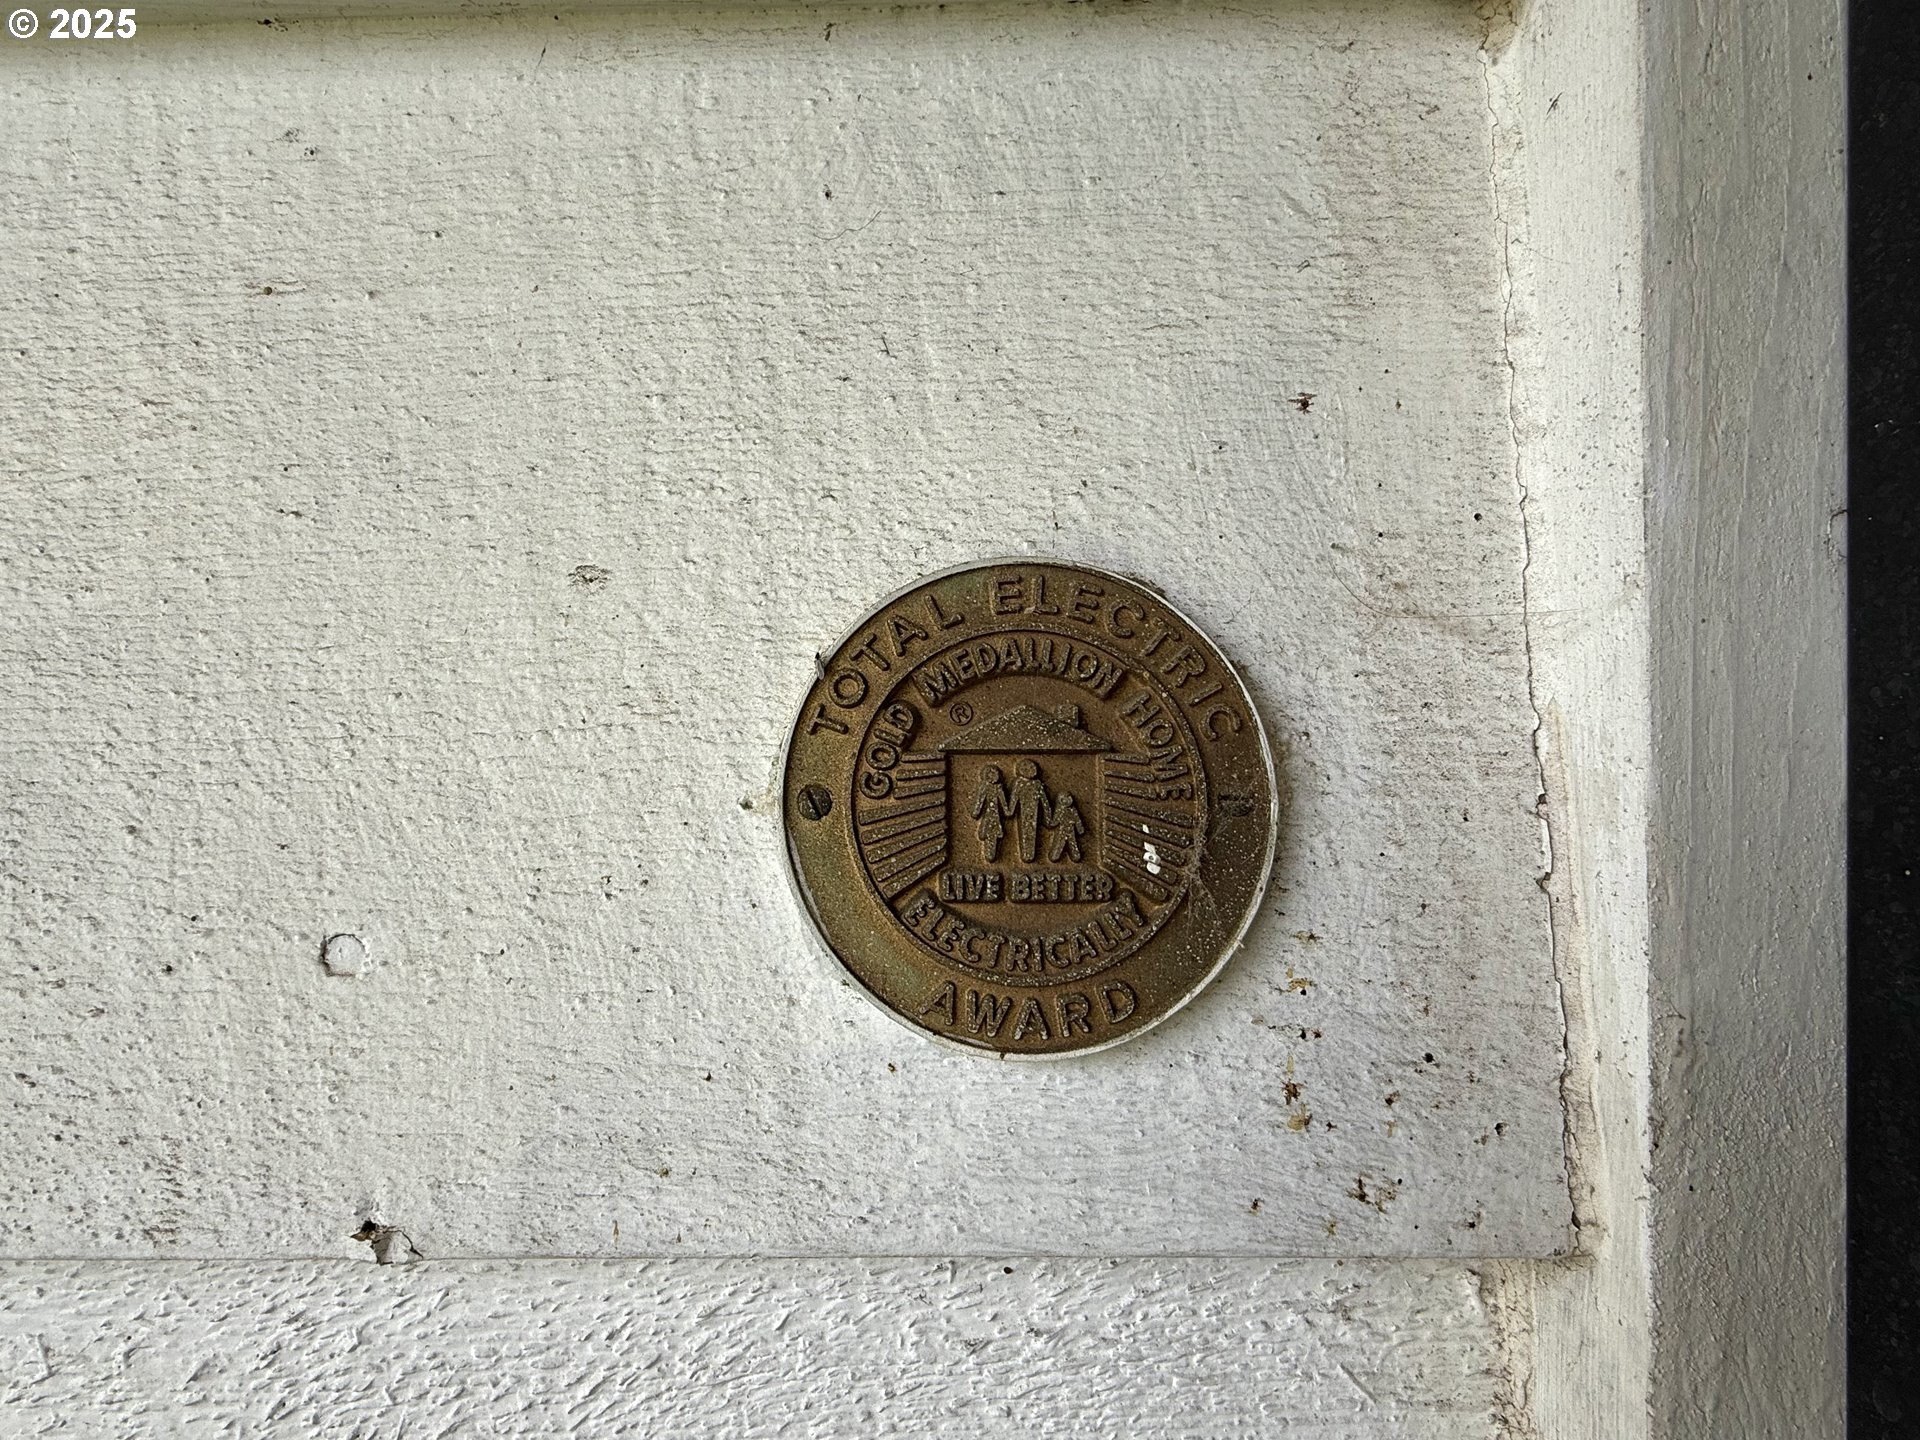 © 2025
TOTAL ELECTRIC
GOLD MEDALLION HOME
®
LIVE BETTER
ELECTRICALLY
AWARD